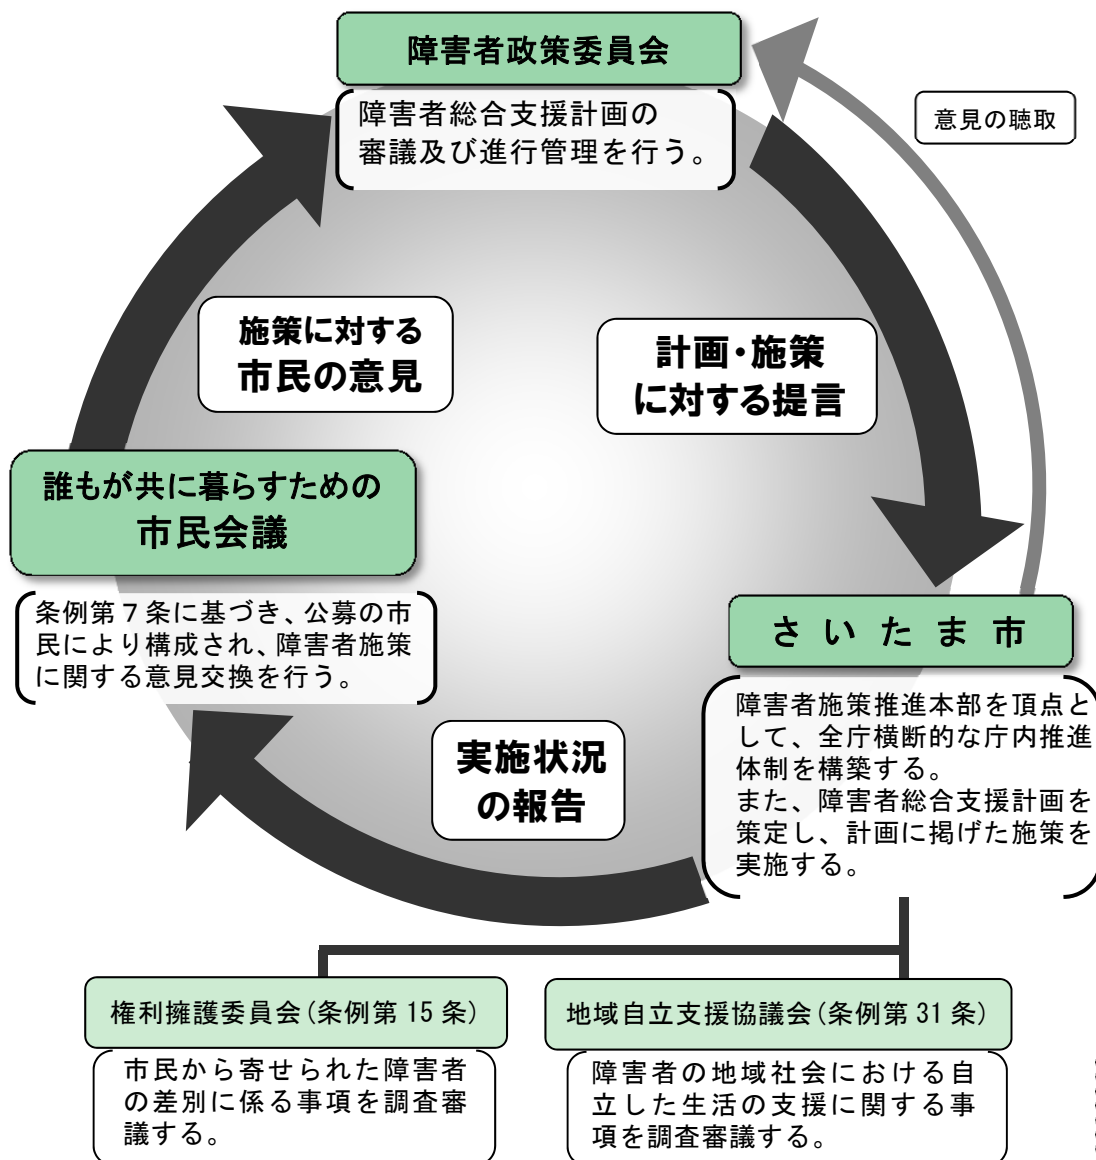 障害者政策委員会
障害者総合支援計画の
審議及び進行管理を行う。
意見の聴取
施策に対する
市民の意見
計画・施策
に対する提言
誰もが共に暮らすための
市民会議
条例第７条に基づき、公募の市
民により構成され、障害者施策
に関する意見交換を行う。
さいたま市
障害者施策推進本部を頂点と
して、全庁横断的な庁内推進
体制を構築する。
また、障害者総合支援計画を
策定し、計画に掲げた施策を
実施する。
実施状況
の報告
権利擁護委員会(条例第 15 条)
市民から寄せられた障害者
の差別に係る事項を調査審
議する。
地域自立支援協議会(条例第 31 条)
障害者の地域社会における自
立した生活の支援に関する事
項を調査審議する。